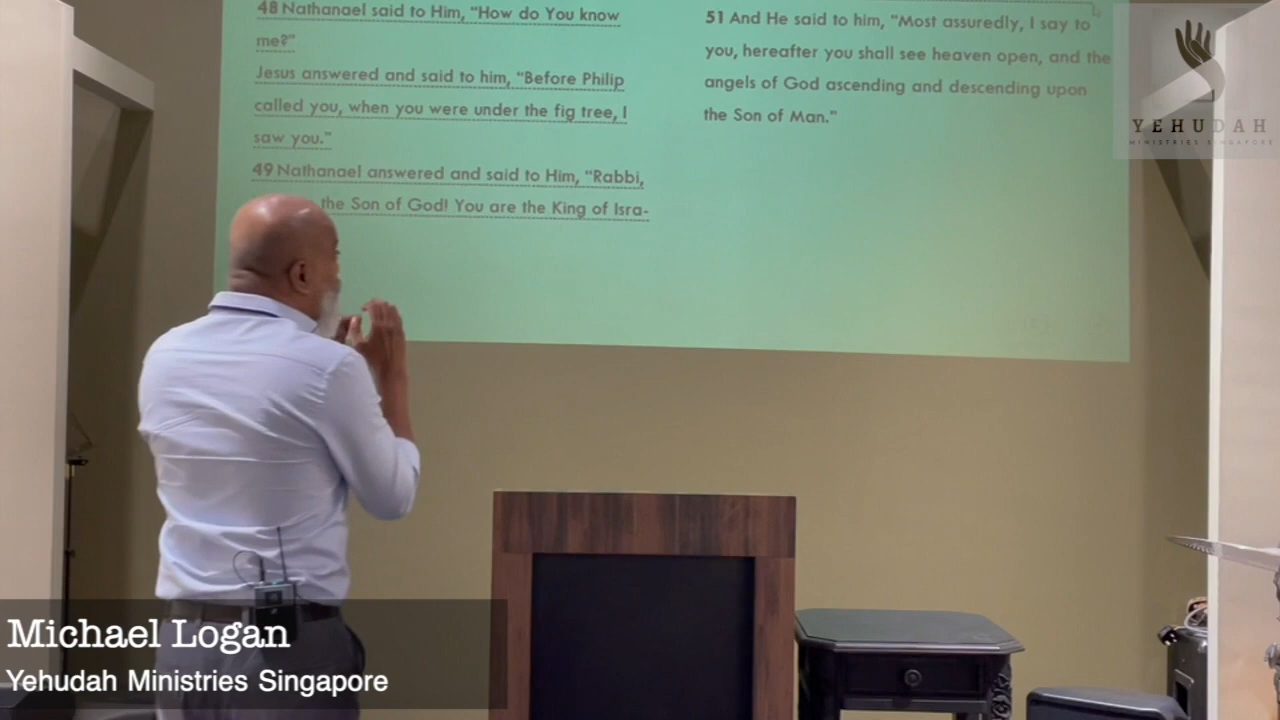 48 Nathanael said to Him, “How do You know
me?”
Jesus answered and said to him, “Before Philip
called you, when you were under the fig tree, I
saw you.”
49 Nathanael answered and said to Him, “Rabbi,
the Son of God! You are the King of Isra-
51 And He said to him, “Most assuredly, I say to
you, hereafter you shall see heaven open, and the
angels of God ascending and descending upon
the Son of Man.”
YEHUDAH
MINISTRIES SINGAPORE
Michael Logan
Yehudah Ministries Singapore